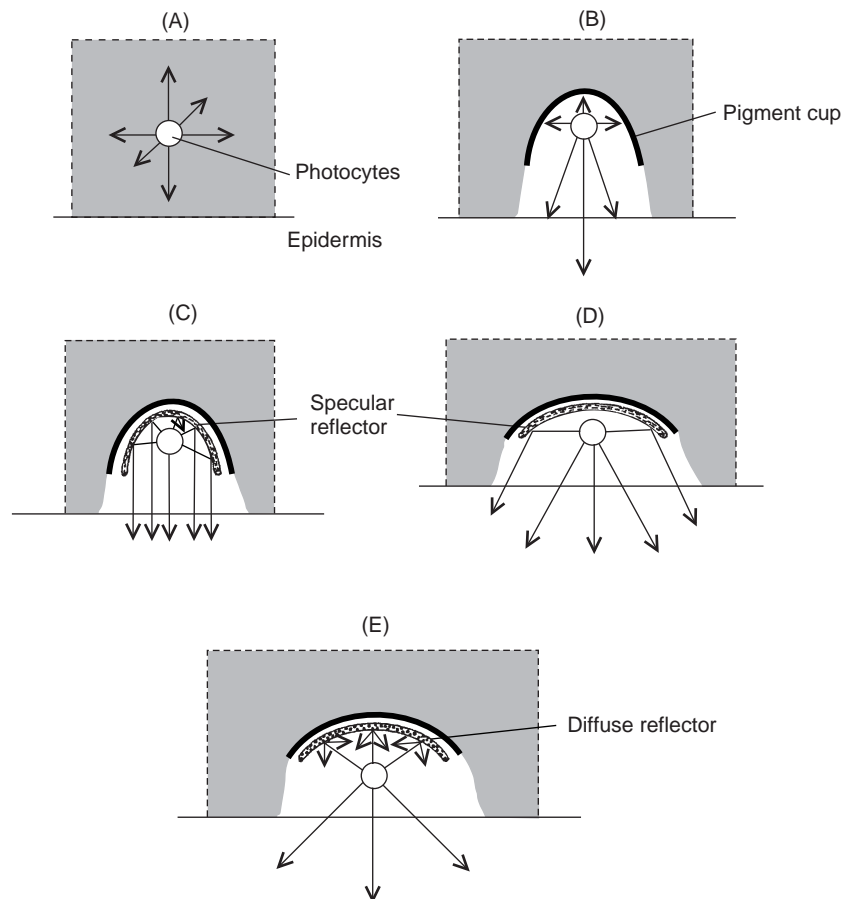 (A)
(B)
Pigment cup
Photocytes
Epidermis
(C)
(D)
Specular
reflector
(E)
Diffuse reflector